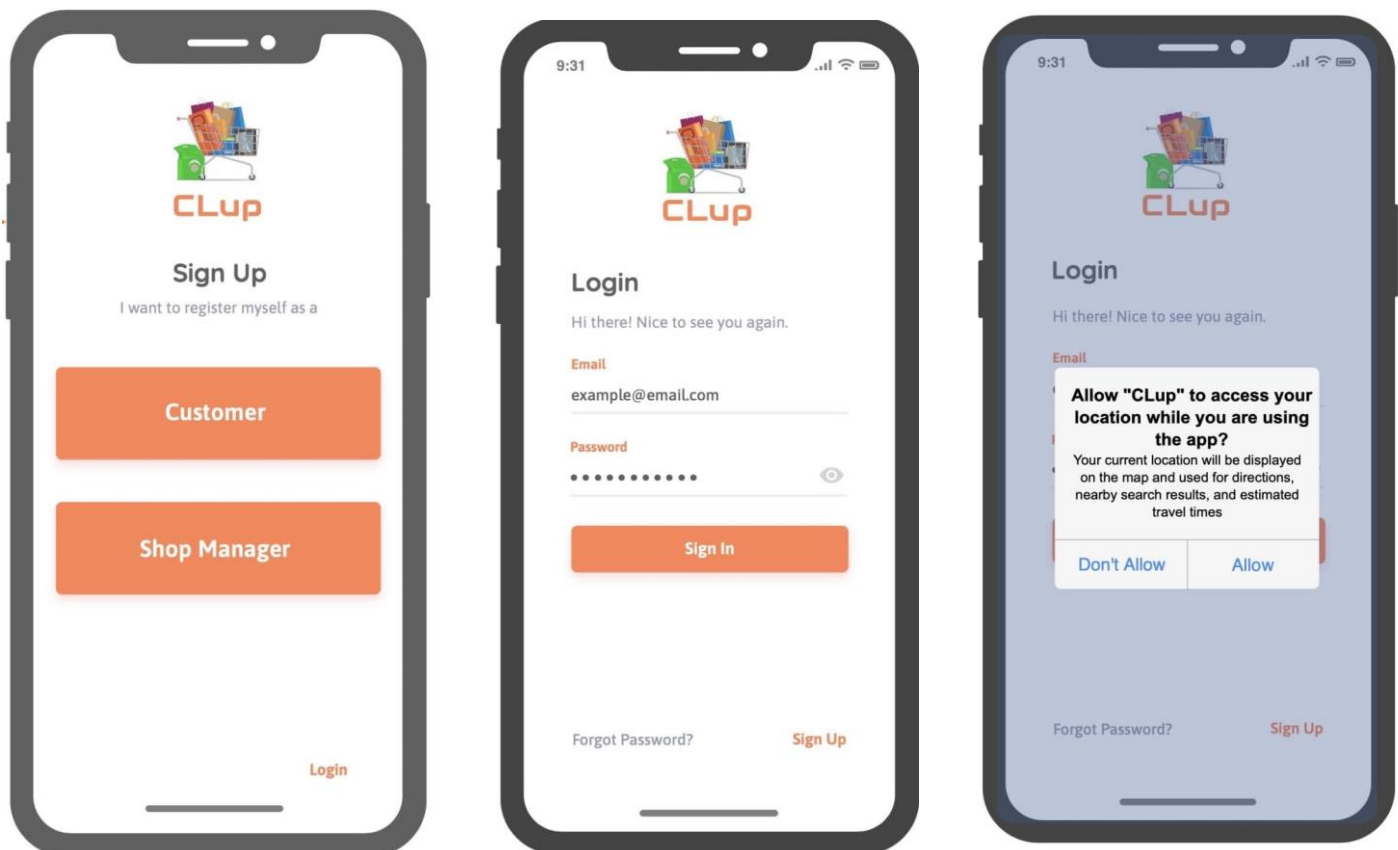 CLup
Sign Up
I want to register myself as a
Customer
Shop Manager
Login
9:31
CLup
Login
Hi there! Nice to see you again.
Email
example@email.com
Password
Sign In
Forgot Password?
Sign Up
9:31
CLup
Login
Hi there! Nice to see you again.
Email
Allow "CLup" to access your
location while you are using
the app?
Your current location will be displayed
on the map and used for directions,
nearby search results, and estimated
travel times
Don't Allow
Allow
Forgot Password?
Sign Up